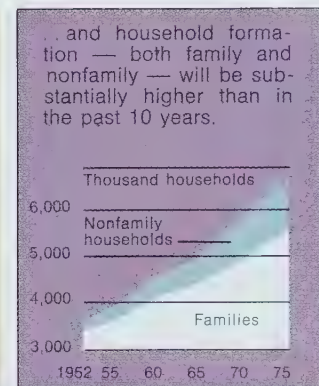 ...and household forma-
tion — both family and
nonfamily — will be sub-
stantially higher than in
the past 10 years.
Thousand households
6,000
Nonfamily
households
5,000
4,000
Families
3,000
1952 55 60 65 70 75